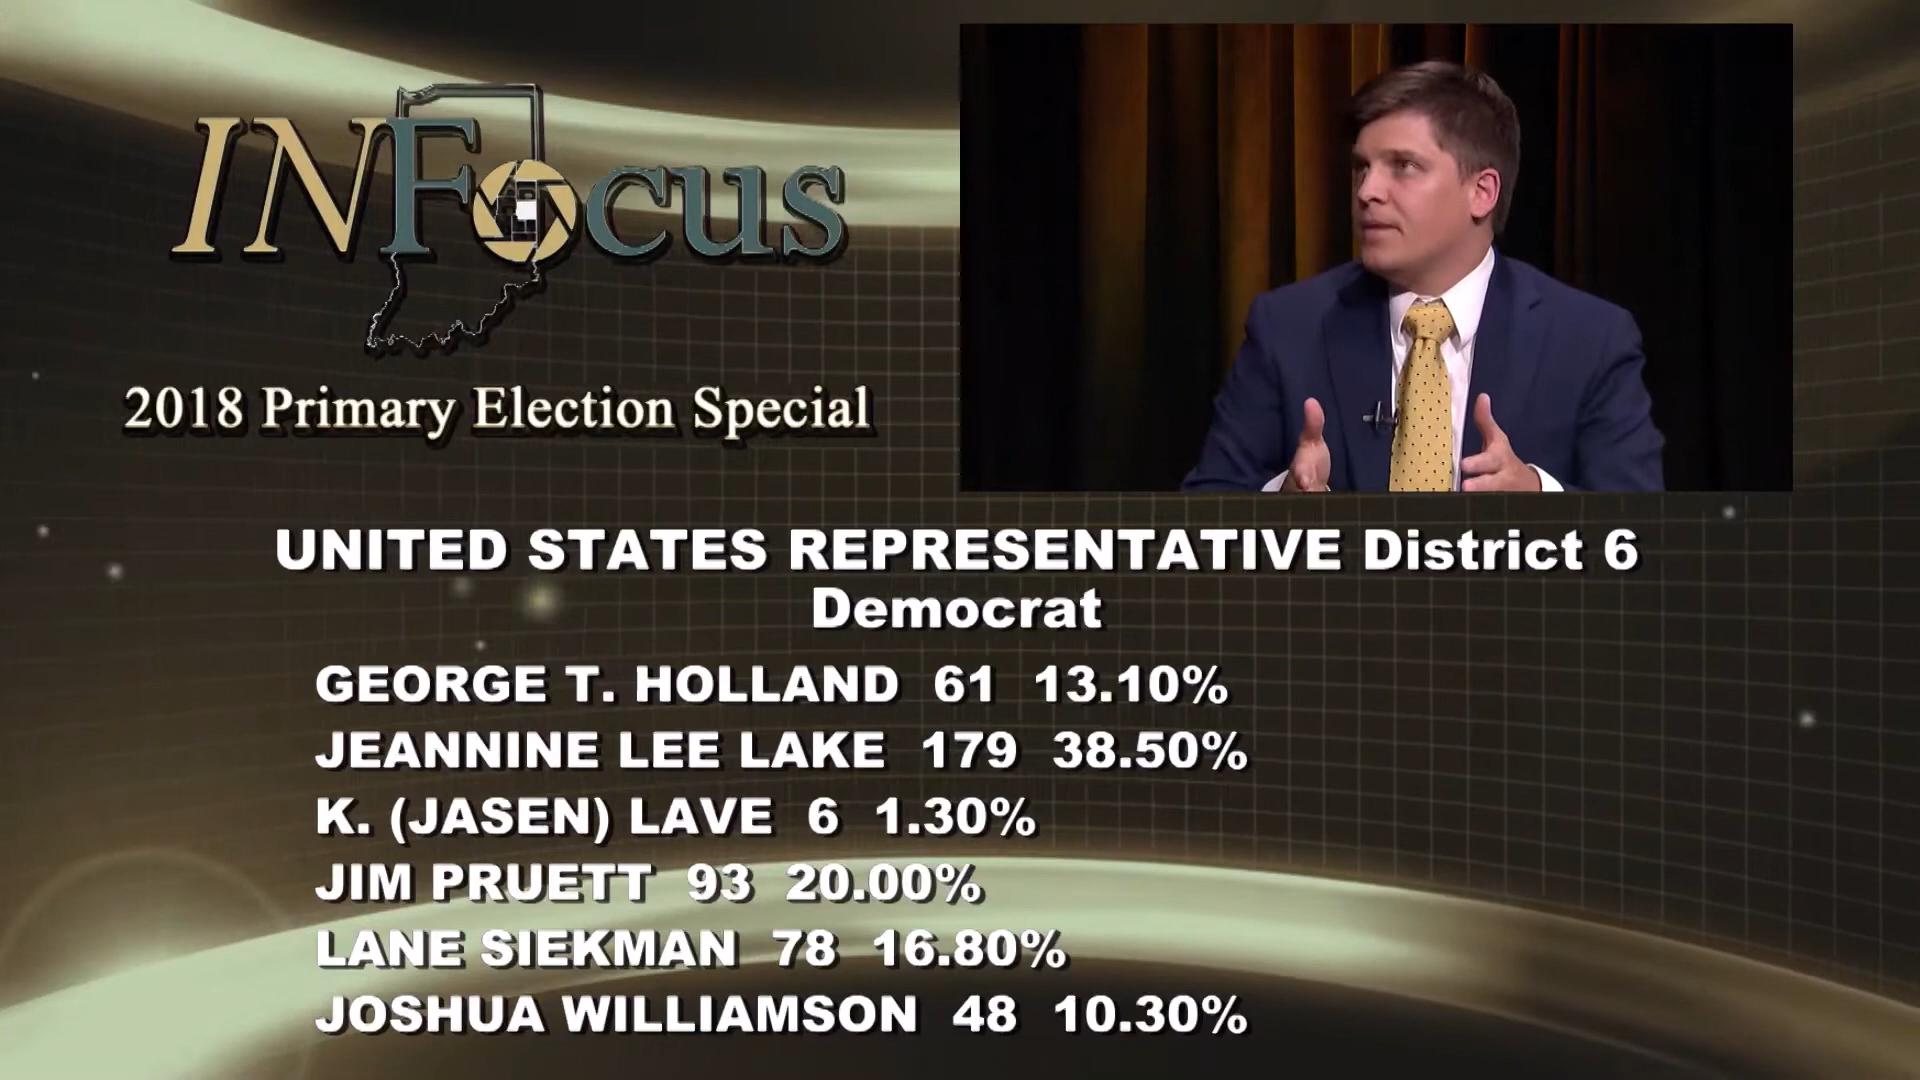 INFocus
2018 Primary Election Special
UNITED STATES REPRESENTATIVE District 6
Democrat
GEORGE T. HOLLAND 61 13.10%
JEANNINE LEE LAKE 179 38.50%
K. (JASEN) LAVE 6 1.30%
JIM PRUETT 93 20.00%
LANE SIEKMAN 78 16.80%
JOSHUA WILLIAMSON 48 10.30%